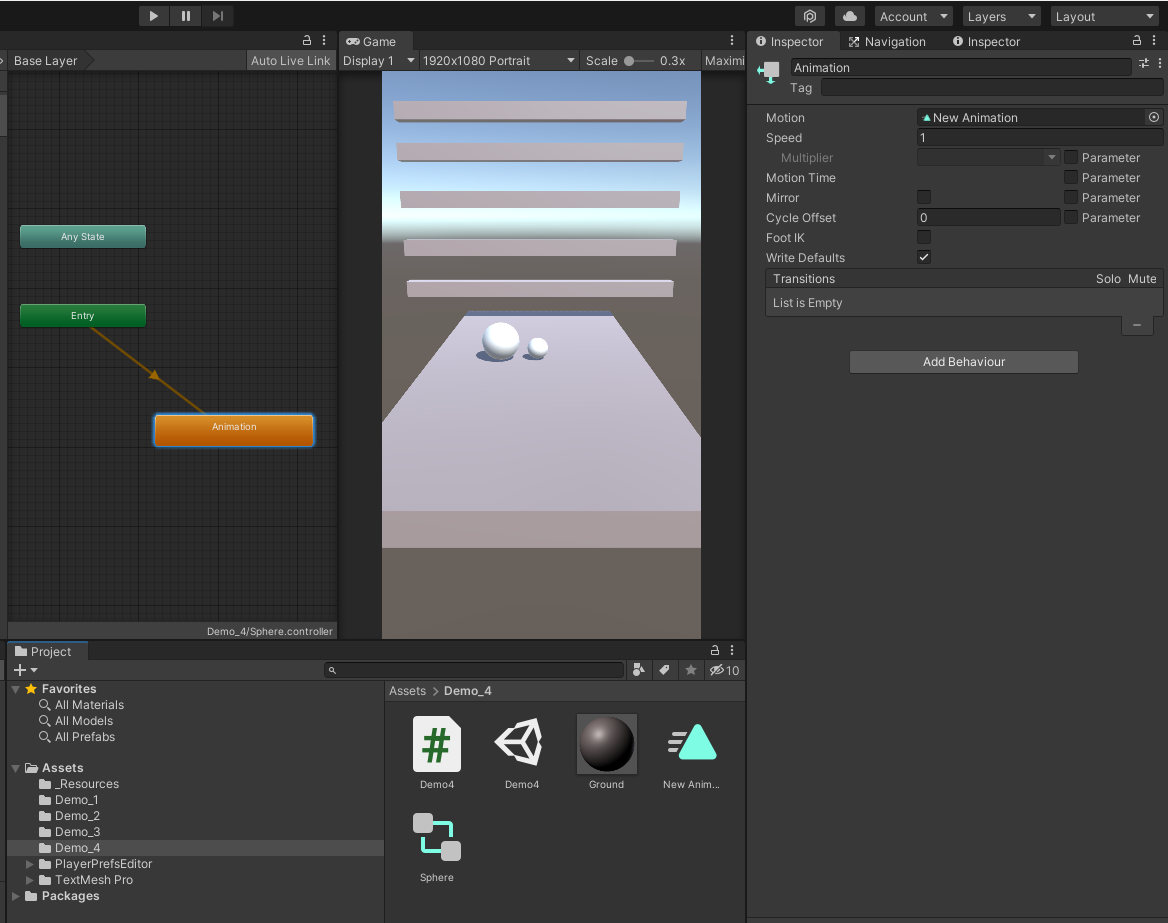 Account
Layers
Layout
Base Layer
Auto Live Link
Any State
Entry
Animation
Demo_4/Sphere.controller
Game
Display 1
1920x1080 Portrait
Scale
0.3x
Maximi
Inspector
Navigation
Inspector
Animation
Tag
Motion
New Animation
Speed
1
Multiplier
Parameter
Motion Time
Parameter
Mirror
Parameter
Cycle Offset
0
Parameter
Foot IK
Write Defaults
Transitions
Solo
Mute
List is Empty
Add Behaviour
Project
10
Favorites
All Materials
All Models
All Prefabs
Assets
_Resources
Demo_1
Demo_2
Demo_3
Demo_4
PlayerPrefsEditor
TextMesh Pro
Packages
Assets > Demo_4
#
Demo4
Demo4
Ground
New Anim...
Sphere